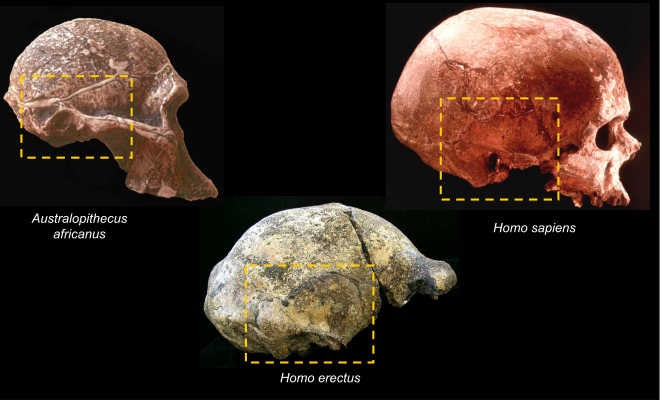 Australopithecus
africanus
Homo sapiens
Homo erectus